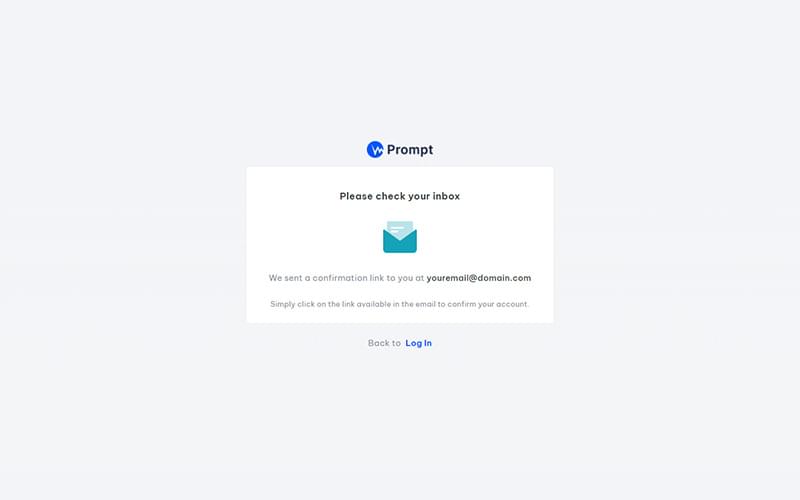 Prompt
Please check your inbox
We sent a confirmation link to you at youremail@domain.com
Simply click on the link available in the email to confirm your account.
Back to Log In